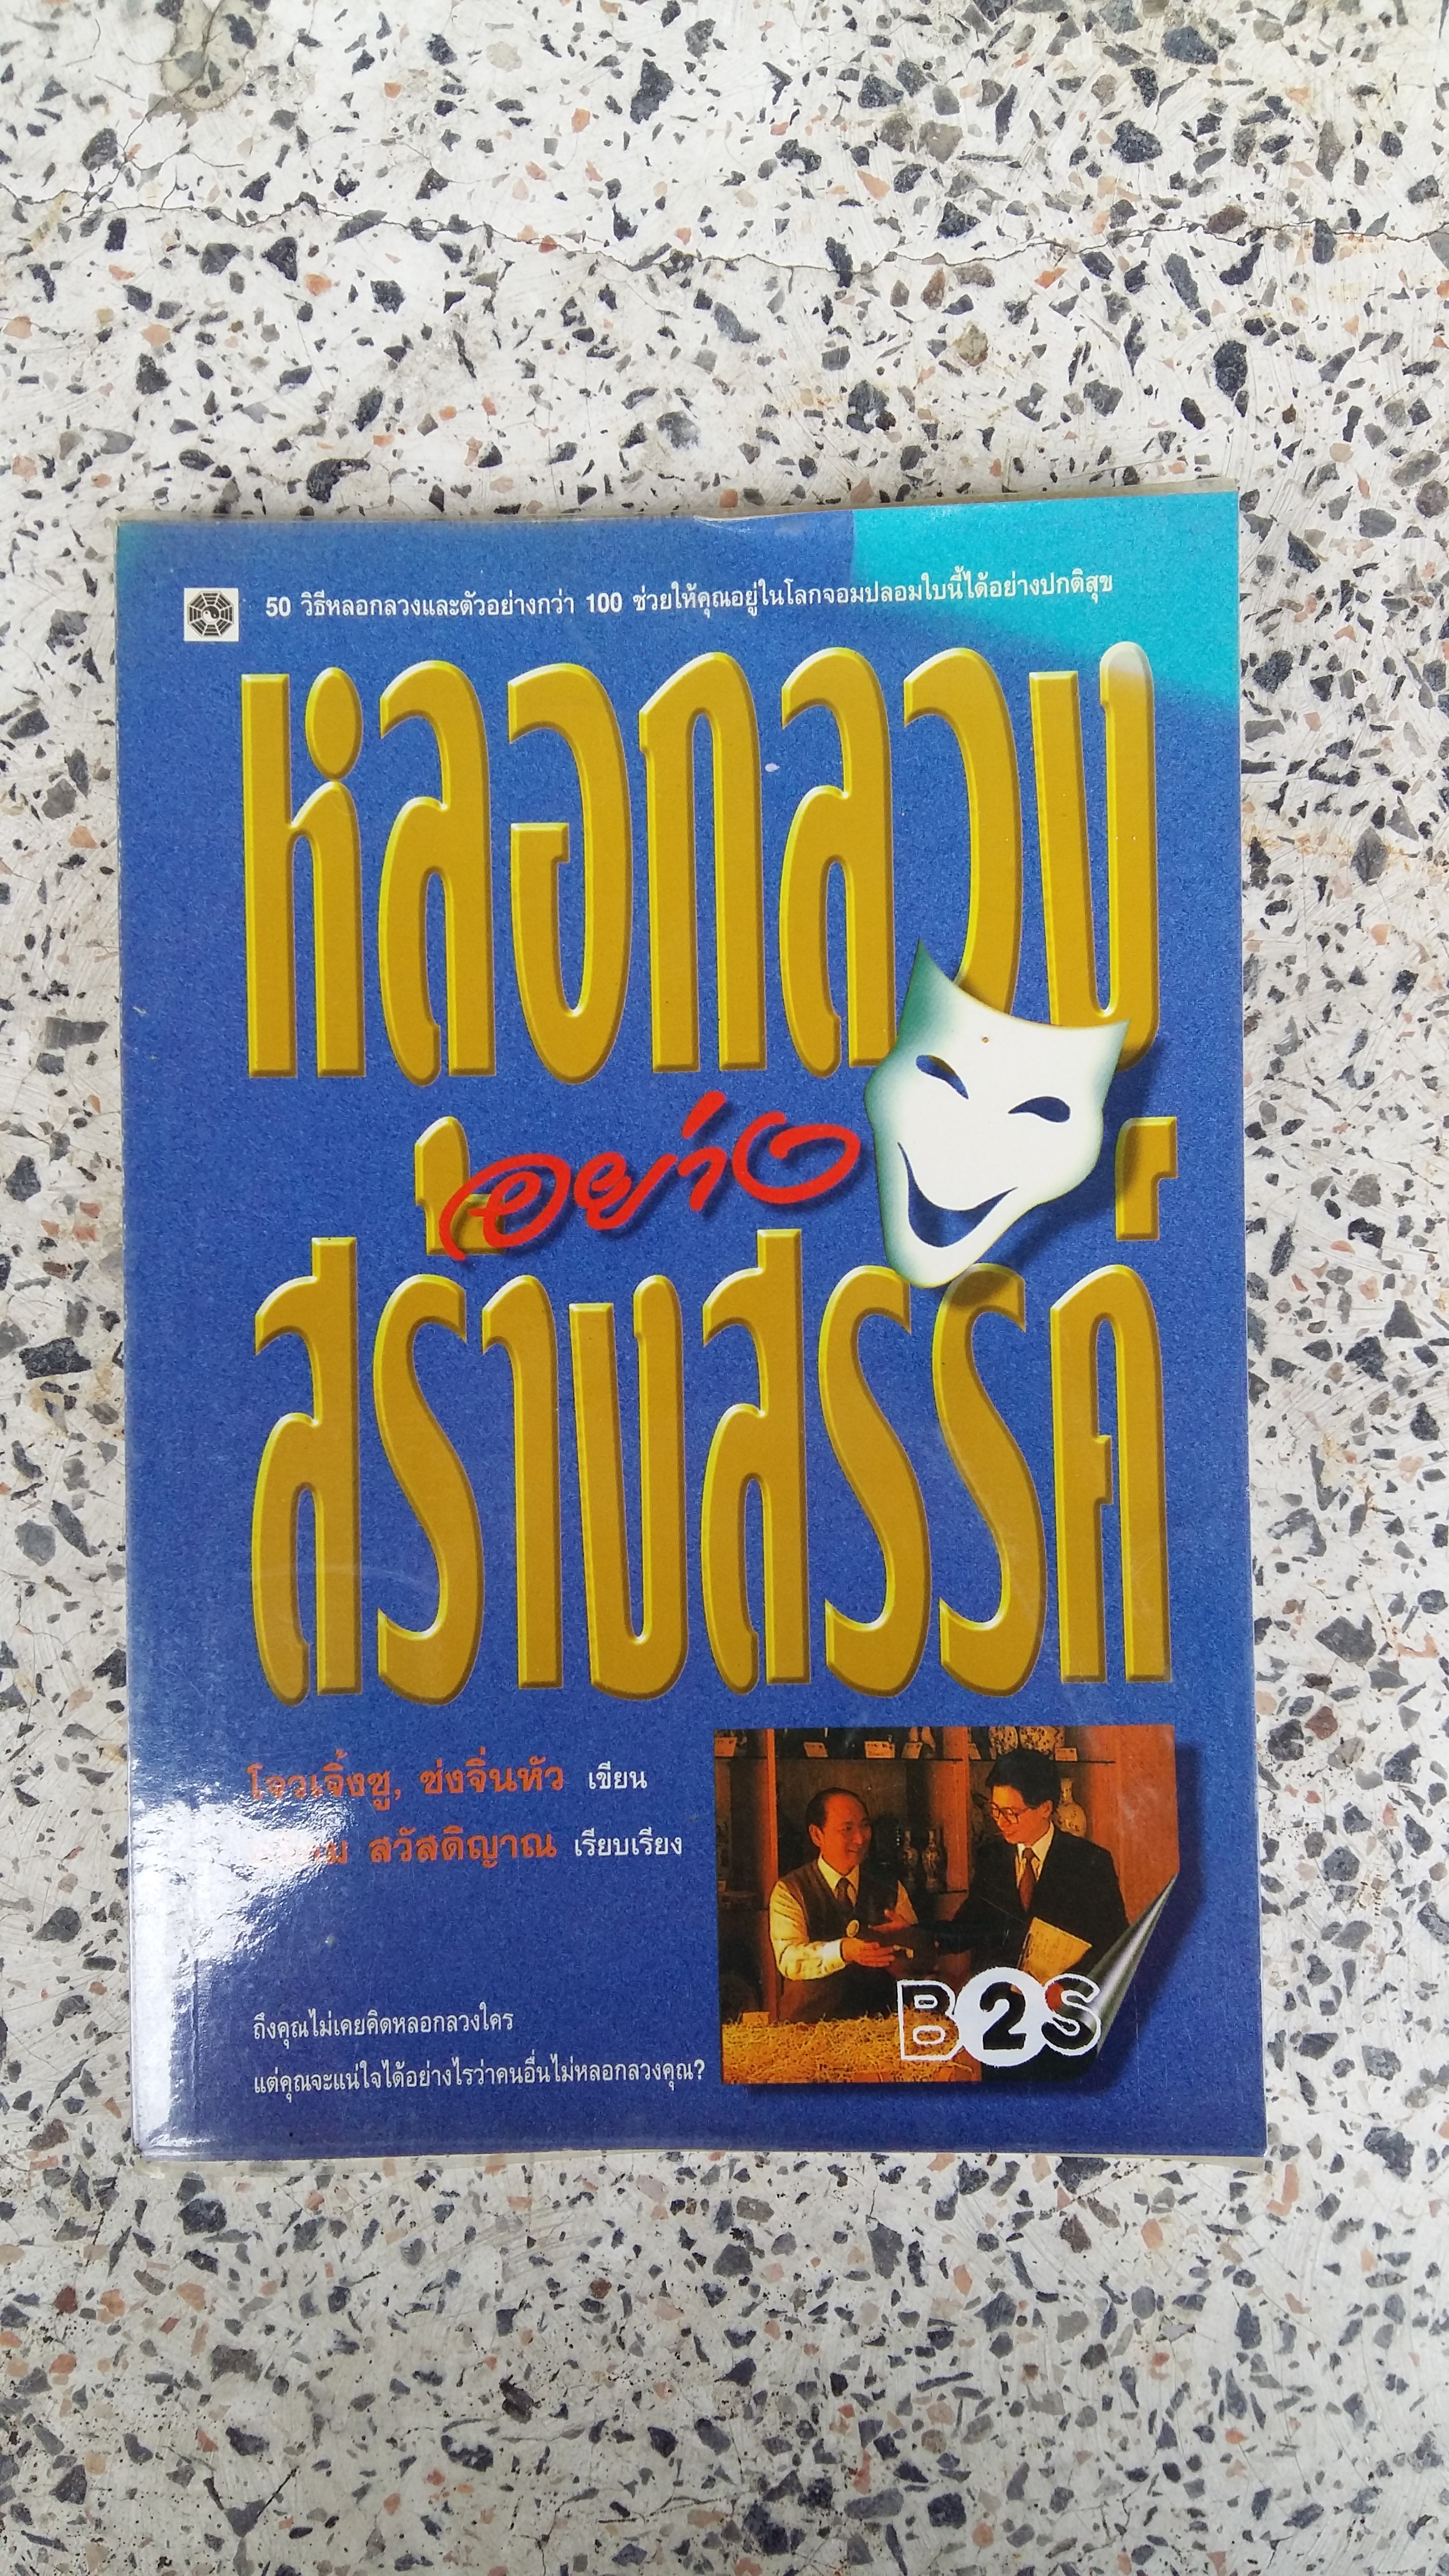 50 วิธีหลอกลวงและตัวอย่างกว่า 100 ช่วยให้คุณอยู่ในโลกจอมปลอมใบนี้ได้อย่างปกติสุข
หลอกลวง
อย่าง
สร้างสรรค์
โจวเจิ้งซู, ซ่งจิ่นหัว เขียน
สวัสดิญาณ เรียบเรียง
B2S
ถึงคุณไม่เคยคิดหลอกลวงใคร
แต่คุณจะแน่ใจได้อย่างไรว่าคนอื่นไม่หลอกลวงคุณ?